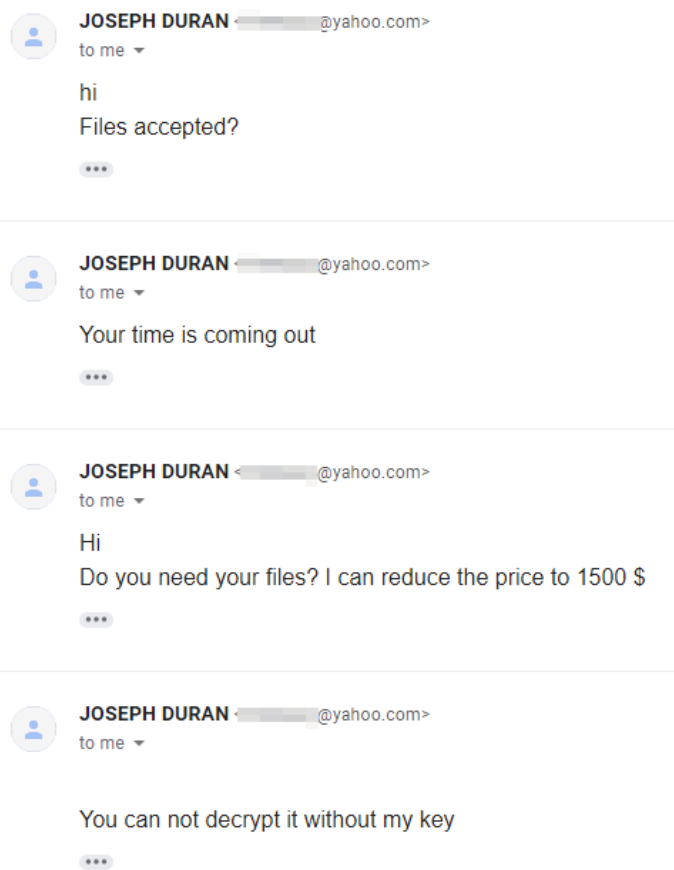 JOSEPH DURAN < @yahoo.com>
to me
hi
Files accepted?
JOSEPH DURAN < @yahoo.com>
to me
Your time is coming out
JOSEPH DURAN < @yahoo.com>
to me
Hi
Do you need your files? I can reduce the price to 1500 $
JOSEPH DURAN < @yahoo.com>
to me
You can not decrypt it without my key